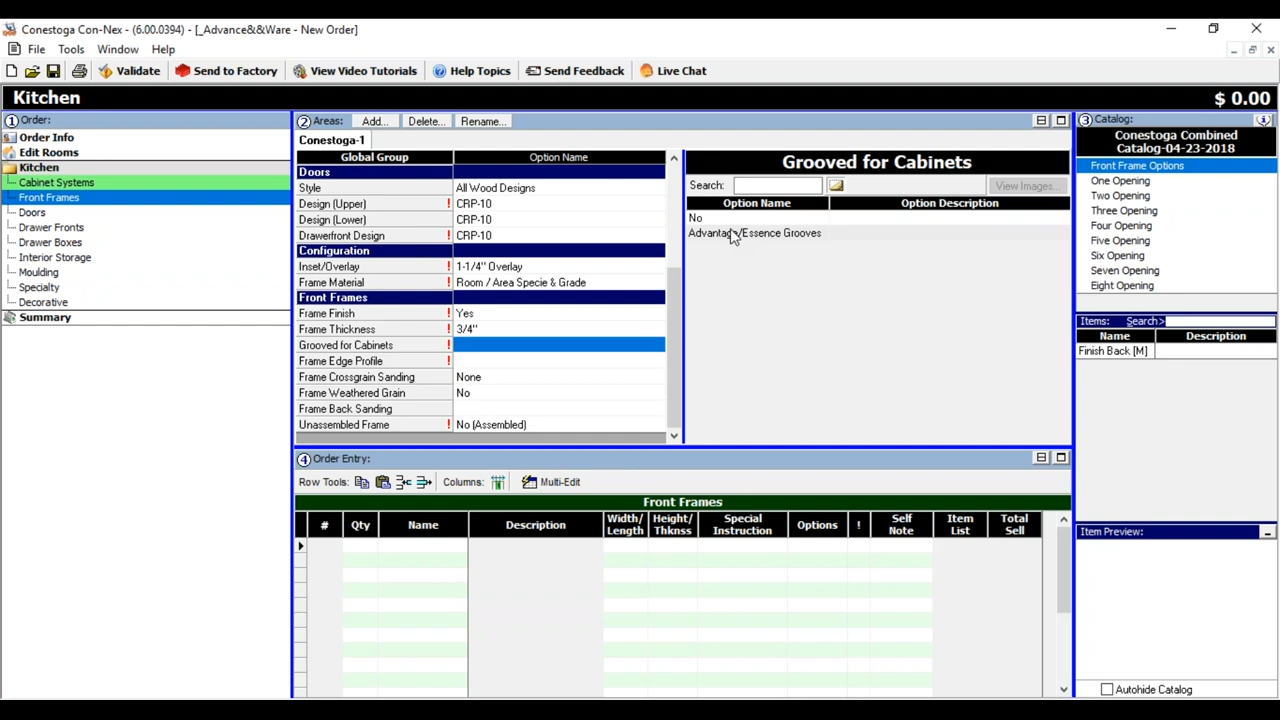 Conestoga Con-Nex - (6.00.0394) - [_Advance&&Ware - New Order]
File Tools Window Help
Validate Send to Factory View Video Tutorials Help Topics Send Feedback Live Chat
Kitchen $ 0.00
1 Order:
Order Info
Edit Rooms
Kitchen
Cabinet Systems
Front Frames
Doors
Drawer Fronts
Drawer Boxes
Interior Storage
Moulding
Specialty
Decorative
Summary
2 Areas: Add... Delete... Rename...
Conestoga-1
Global Group Option Name
Doors
Style All Wood Designs
Design (Upper) ! CRP-10
Design (Lower) ! CRP-10
Drawerfront Design ! CRP-10
Configuration
Inset/Overlay ! 1-1/4" Overlay
Frame Material ! Room / Area Specie & Grade
Front Frames
Frame Finish ! Yes
Frame Thickness ! 3/4"
Grooved for Cabinets !
Frame Edge Profile !
Frame Crossgrain Sanding None
Frame Weathered Grain No
Frame Back Sanding
Unassembled Frame ! No (Assembled)
Grooved for Cabinets
Search: View Images...
Option Name Option Description
No
Advantage/Essence Grooves
3 Catalog:
Conestoga Combined
Catalog-04-23-2018
Front Frame Options
One Opening
Two Opening
Three Opening
Four Opening
Five Opening
Six Opening
Seven Opening
Eight Opening
Items: Search>
Name Description
Finish Back [M]
Item Preview:
Autohide Catalog
4 Order Entry:
Row Tools: Columns: Multi-Edit
Front Frames
# Qty Name Description Width/ Length Height/ Thknss Special Instruction Options ! Self Note Item List Total Sell